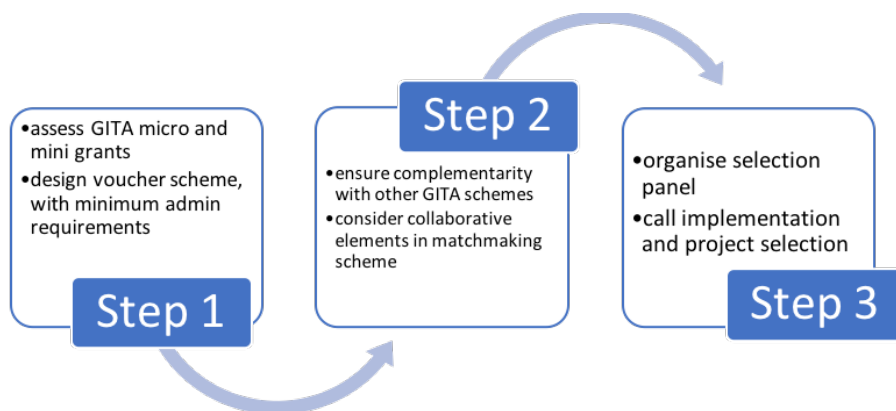 •assess GITA micro and
mini grants
•design voucher scheme,
with minimum admin
requirements
Step 1
Step 2
•ensure complementarity
with other GITA schemes
•consider collaborative
elements in matchmaking
scheme
•organise selection
panel
•call implementation
and project selection
Step 3